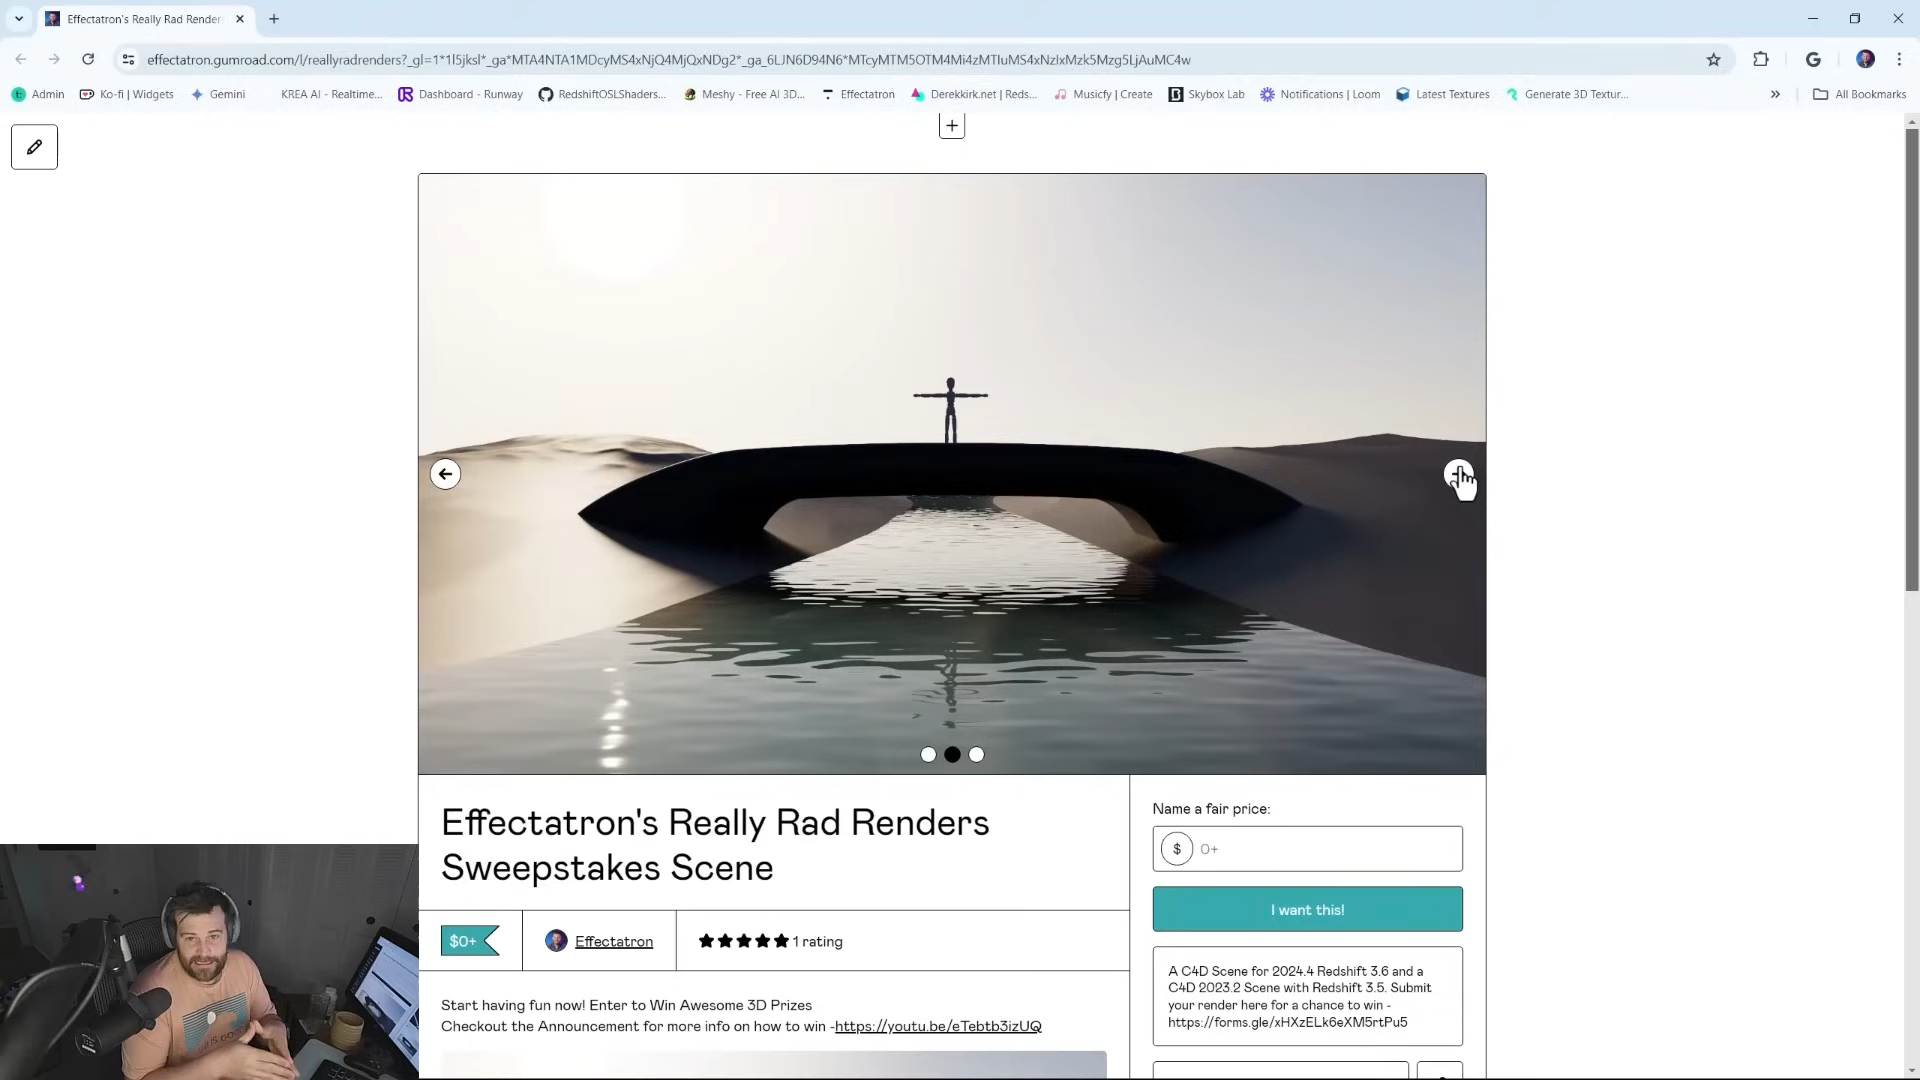 Effectatron's Really Rad Render
effectatron.gumroad.com/l/reallyradrenders?_gl=1*1l5jksl*_ga*MTA4NTA1MDcyMS4xNjQ4MjQxNDg2*_ga_6LJN6D94N6*MTcyMTM5OTM4Mi4zMTIuMS4xNzIxMzk5Mzg5LjAuMC4w
Admin Ko-fi | Widgets Gemini KREA AI - Realtime... Dashboard - Runway RedshiftOSLShaders... Meshy - Free AI 3D... Effectatron Derekkirk.net | Reds... Musicfy | Create Skybox Lab Notifications | Loom Latest Textures Generate 3D Textur... » All Bookmarks
Effectatron's Really Rad Renders
Sweepstakes Scene
$0+ Effectatron 1 rating
Start having fun now! Enter to Win Awesome 3D Prizes
Checkout the Announcement for more info on how to win -https://youtu.be/eTebtb3izUQ
Name a fair price:
$ 0+
I want this!
A C4D Scene for 2024.4 Redshift 3.6 and a
C4D 2023.2 Scene with Redshift 3.5. Submit
your render here for a chance to win -
https://forms.gle/xHXzELk6eXM5rtPu5